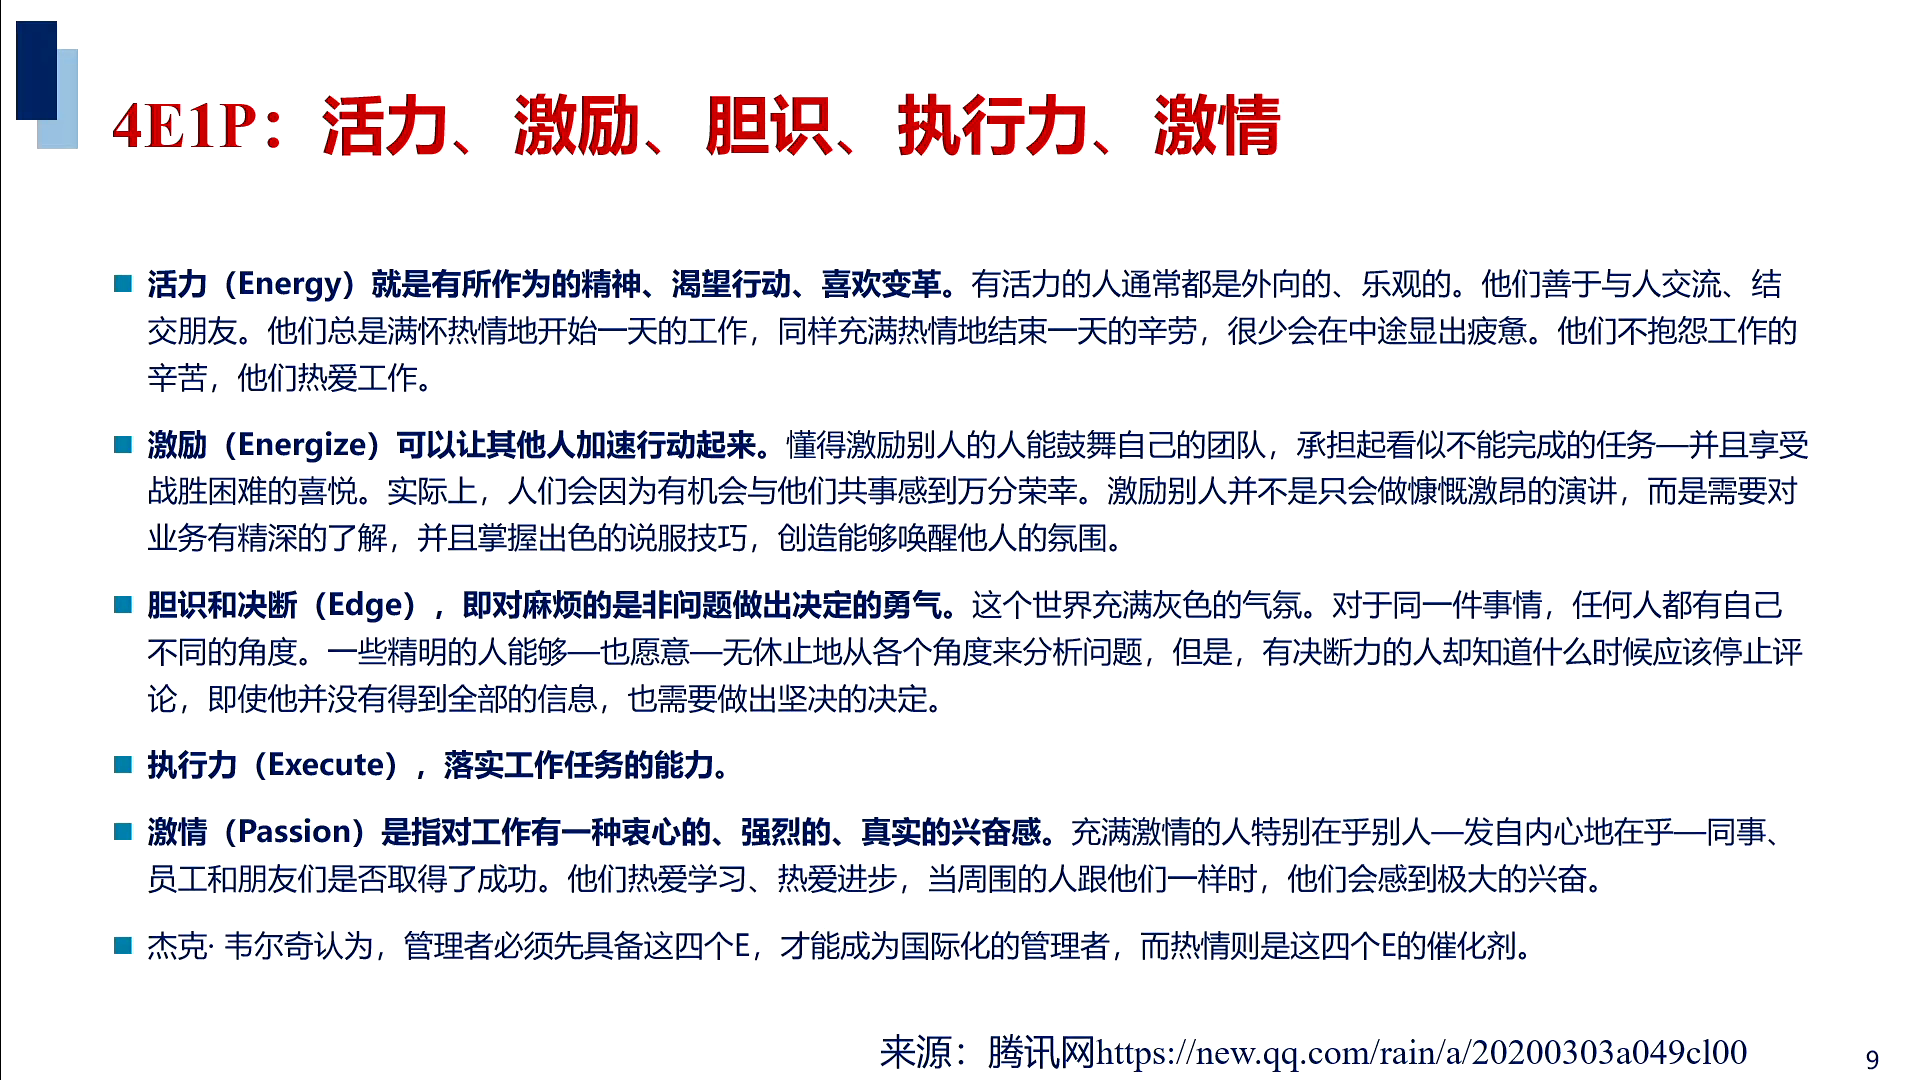 4E1P：活力、激励、胆识、执行力、激情
活力（Energy）就是有所作为的精神、渴望行动、喜欢变革。有活力的人通常都是外向的、乐观的。他们善于与人交流、结
交朋友。他们总是满怀热情地开始一天的工作，同样充满热情地结束一天的辛劳，很少会在中途显出疲惫。他们不抱怨工作的
辛苦，他们热爱工作。
激励（Energize）可以让其他人加速行动起来。懂得激励别人的人能鼓舞自己的团队，承担起看似不能完成的任务—并且享受
战胜困难的喜悦。实际上，人们会因为有机会与他们共事感到万分荣幸。激励别人并不是只会做慷慨激昂的演讲，而是需要对
业务有精深的了解，并且掌握出色的说服技巧，创造能够唤醒他人的氛围。
胆识和决断（Edge），即对麻烦的是非问题做出决定的勇气。这个世界充满灰色的气氛。对于同一件事情，任何人都有自己
不同的角度。一些精明的人能够—也愿意—无休止地从各个角度来分析问题，但是，有决断力的人却知道什么时候应该停止评
论，即使他并没有得到全部的信息，也需要做出坚决的决定。
执行力（Execute），落实工作任务的能力。
激情（Passion）是指对工作有一种衷心的、强烈的、真实的兴奋感。充满激情的人特别在乎别人—发自内心地在乎—同事、
员工和朋友们是否取得了成功。他们热爱学习、热爱进步，当周围的人跟他们一样时，他们会感到极大的兴奋。
杰克· 韦尔奇认为，管理者必须先具备这四个E，才能成为国际化的管理者，而热情则是这四个E的催化剂。
来源：腾讯网https://new.qq.com/rain/a/20200303a049cl00
9